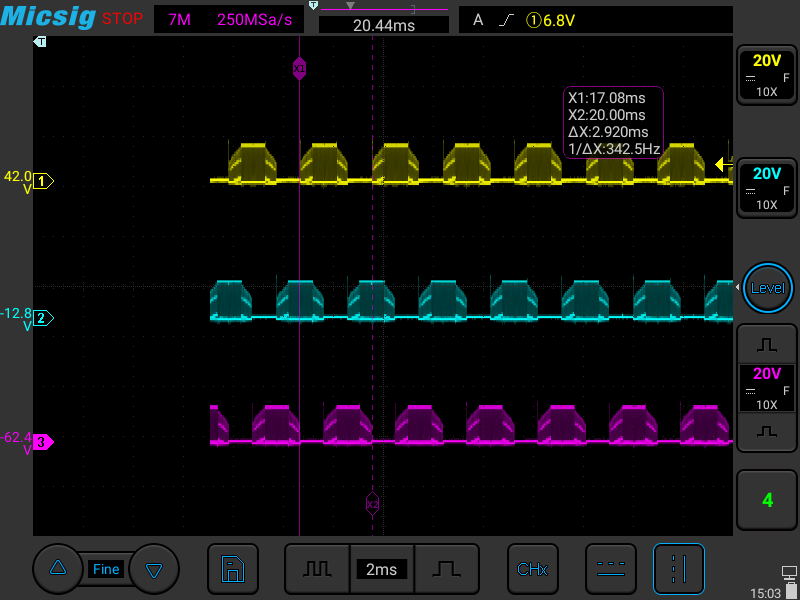 Micsig STOP 7M 250MSa/s T 20.44ms A ①6.8V
T
X1
20V
F
10X
X1:17.08ms
X2:20.00ms
ΔX:2.920ms
1/ΔX:342.5Hz
42.0
V
1
20V
F
10X
Level
-12.8
V
2
20V
F
10X
-62.4
V
3
X2
4
Fine 2ms CHx
15:03